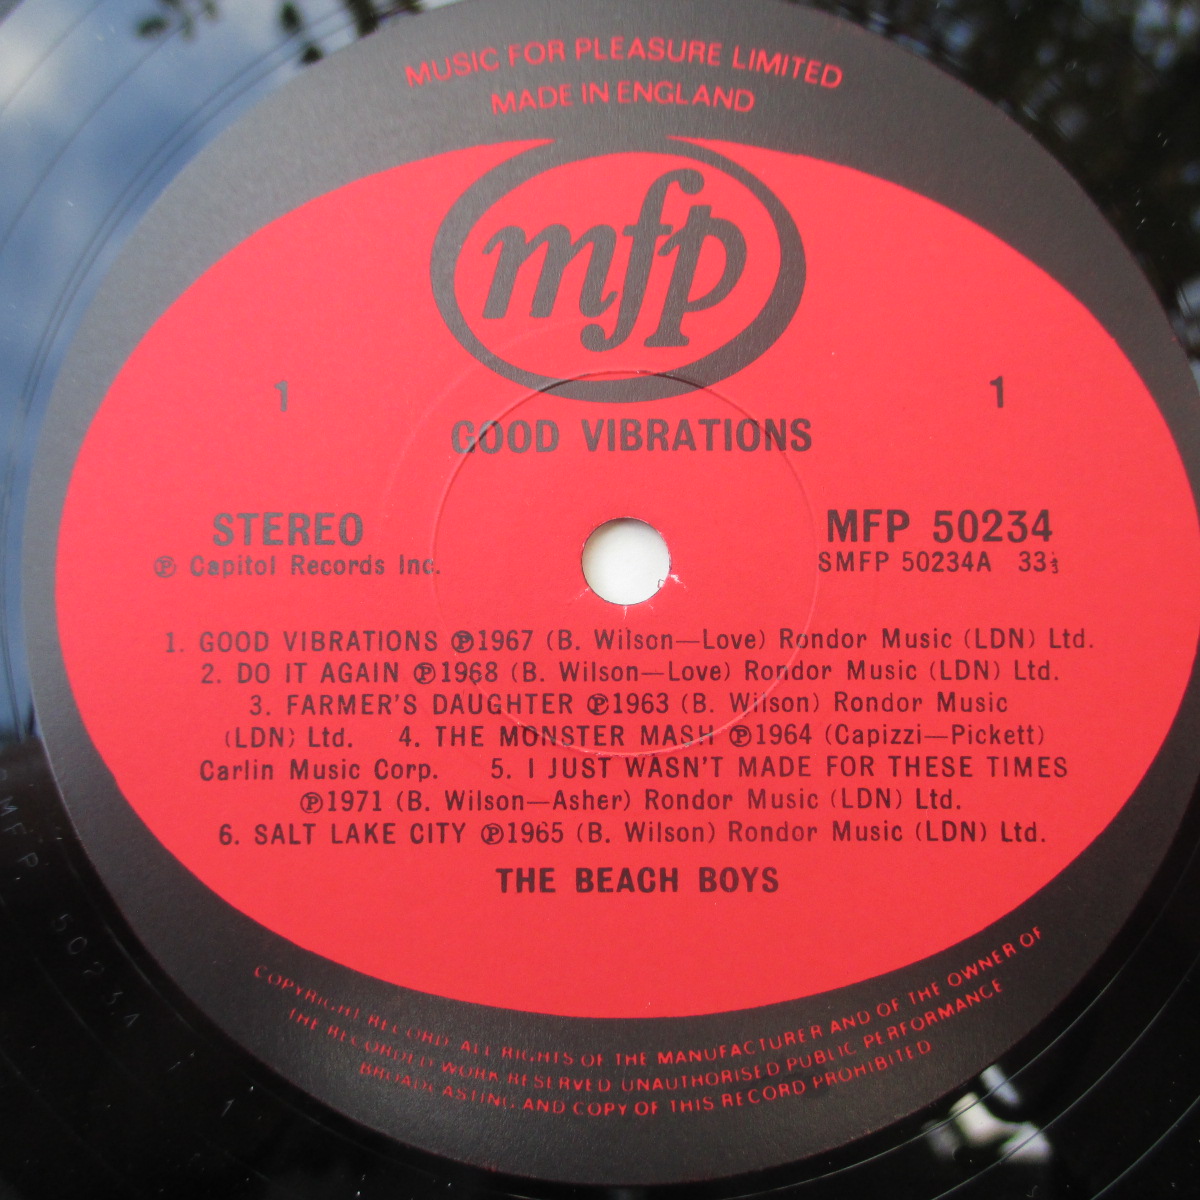 MUSIC FOR PLEASURE LIMITED
MADE IN ENGLAND
mfp
1 1
GOOD VIBRATIONS
STEREO MFP 50234
℗ Capitol Records Inc. SMFP 50234A 33⅓
1. GOOD VIBRATIONS ℗1967 (B. Wilson—Love) Rondor Music (LDN) Ltd.
2. DO IT AGAIN ℗1968 (B. Wilson—Love) Rondor Music (LDN) Ltd.
3. FARMER'S DAUGHTER ℗1963 (B. Wilson) Rondor Music
(LDN) Ltd. 4. THE MONSTER MASH ℗1964 (Capizzi—Pickett)
Carlin Music Corp. 5. I JUST WASN'T MADE FOR THESE TIMES
℗1971 (B. Wilson—Asher) Rondor Music (LDN) Ltd.
6. SALT LAKE CITY ℗1965 (B. Wilson) Rondor Music (LDN) Ltd.
THE BEACH BOYS
COPYRIGHT RECORD ALL RIGHTS OF THE MANUFACTURER AND OF THE OWNER OF
THE RECORDED WORK RESERVED UNAUTHORISED PUBLIC PERFORMANCE
BROADCASTING AND COPY OF THIS RECORD PROHIBITED